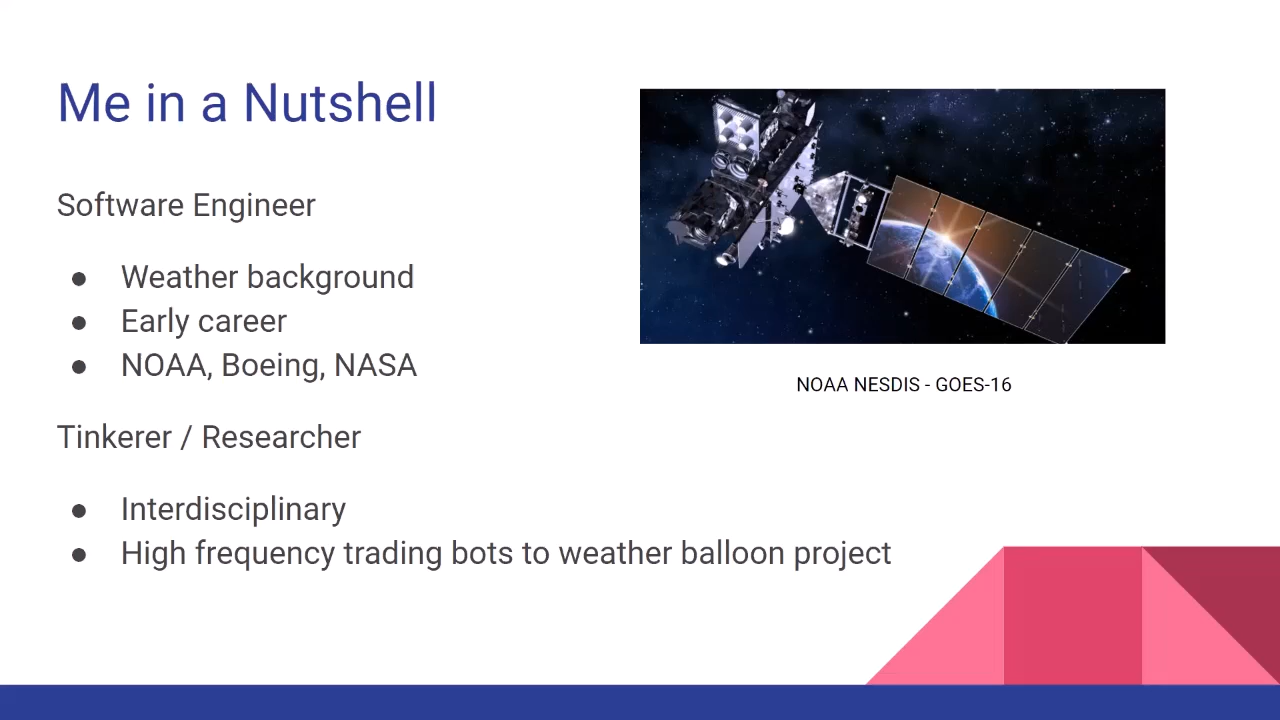 Me in a Nutshell
Software Engineer
● Weather background
● Early career
● NOAA, Boeing, NASA
Tinkerer / Researcher
● Interdisciplinary
● High frequency trading bots to weather balloon project
NOAA NESDIS - GOES-16